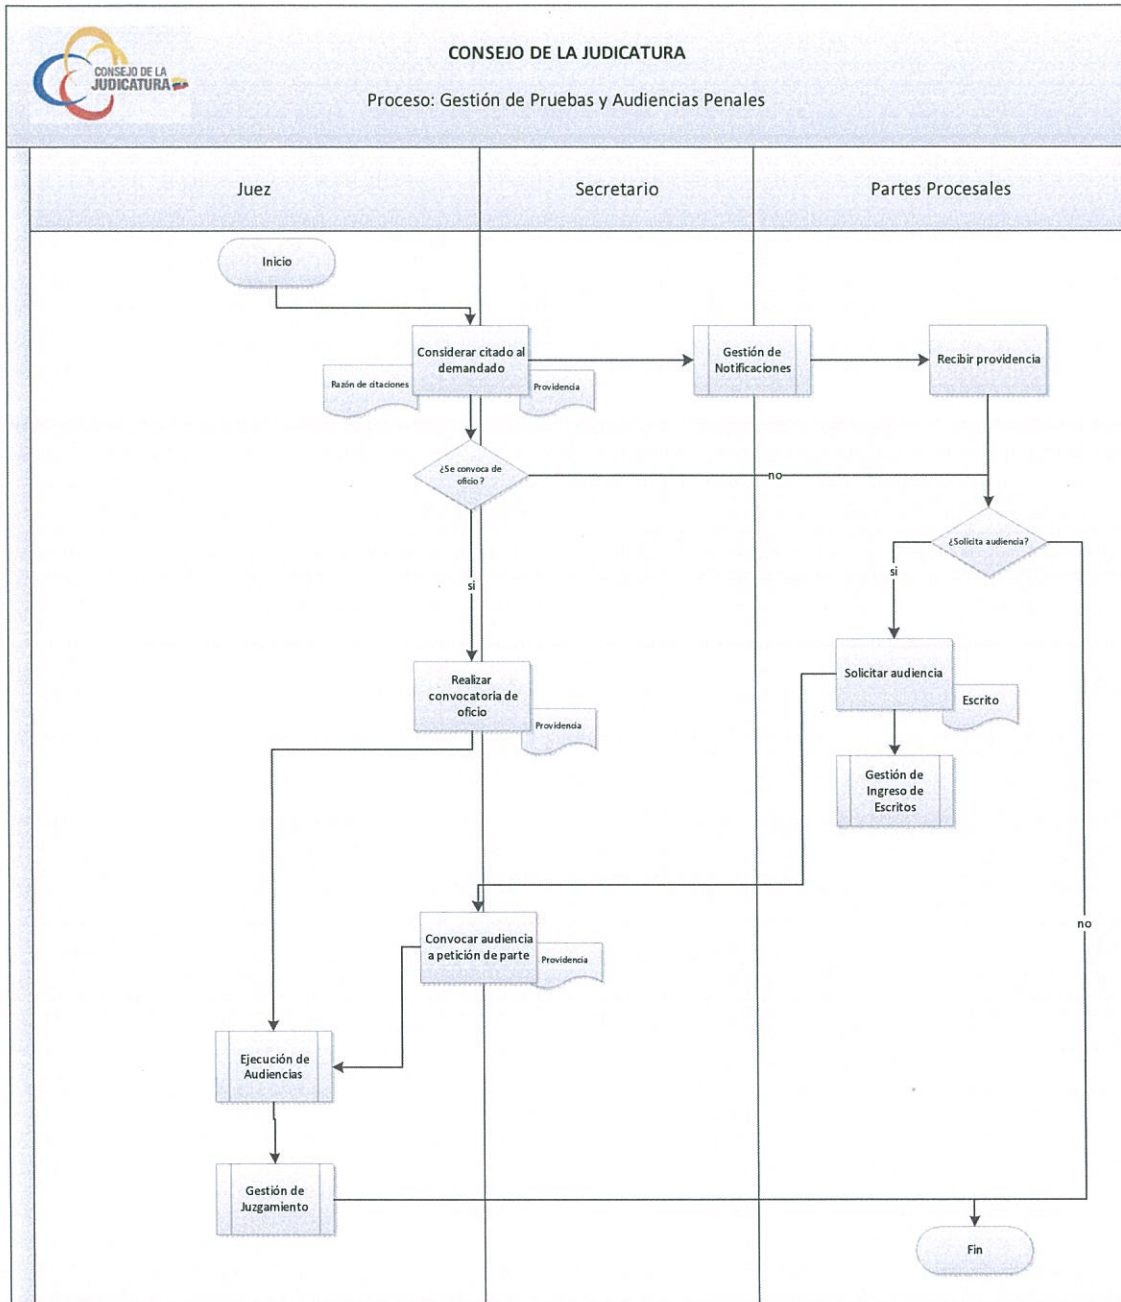 CONSEJO DE LA
JUDICATURA
CONSEJO DE LA JUDICATURA
Proceso: Gestión de Pruebas y Audiencias Penales
Juez
Secretario
Partes Procesales
Inicio
Considerar citado al
demandado
Razón de citaciones
Providencia
Gestión de
Notificaciones
Recibir providencia
¿Se convoca de
oficio ?
no
¿Solicita audiencia?
si
si
Realizar
convocatoria de
oficio
Providencia
Solicitar audiencia
Escrito
Gestión de
Ingreso de
Escritos
no
Convocar audiencia
a petición de parte
Providencia
Ejecución de
Audiencias
Gestión de
Juzgamiento
Fin